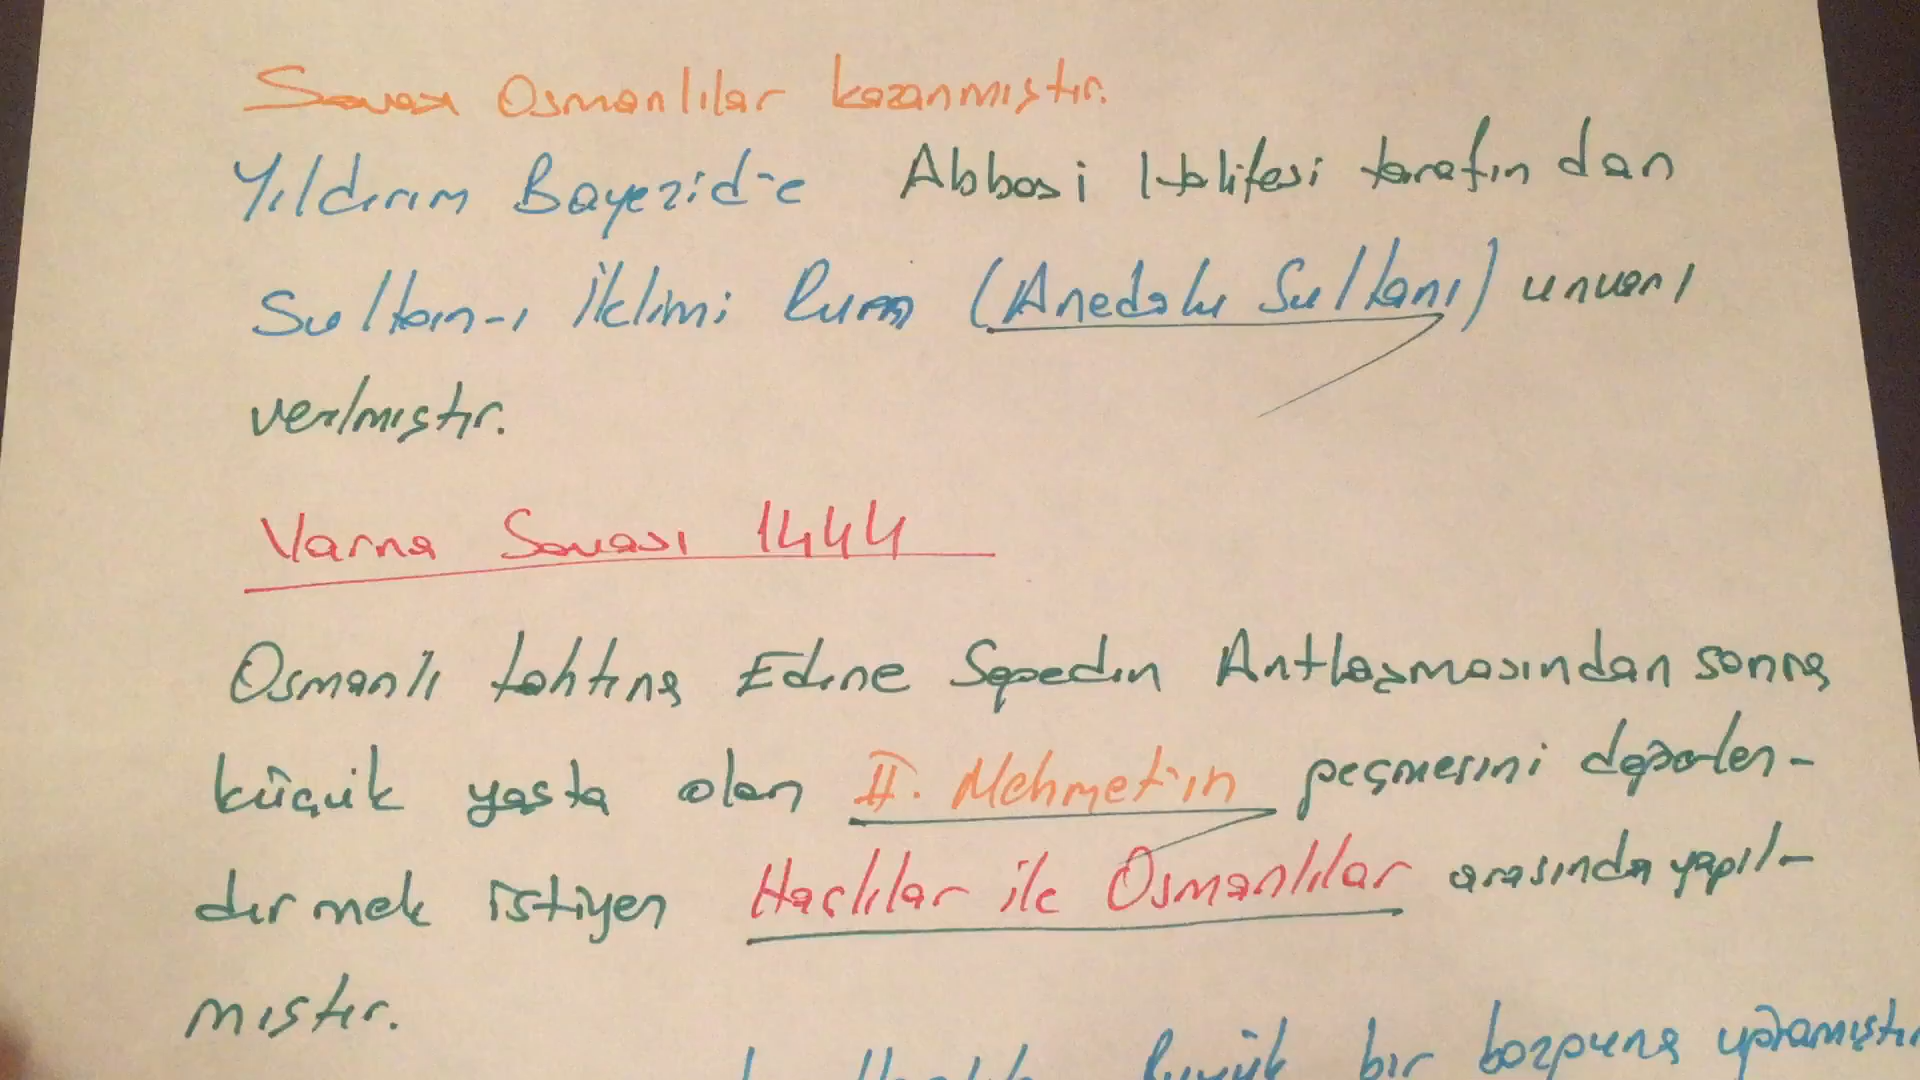 Savaşı Osmanlılar kazanmıştır.
Yıldırım Bayezid'e Abbasi Halifesi tarafından
Sultan-ı İklimi Rum (Anadolu Sultanı) unvanı
verilmiştir.
Varna Savaşı 1444
Osmanlı tahtına Edirne Segedin Antlaşmasından sonra
küçük yaşta olan II. Mehmet'in geçmesini değerlen-
dirmek istiyen Haçlılar ile Osmanlılar arasında yapıl-
mıştır.
büyük bir bozguna uğramıştır